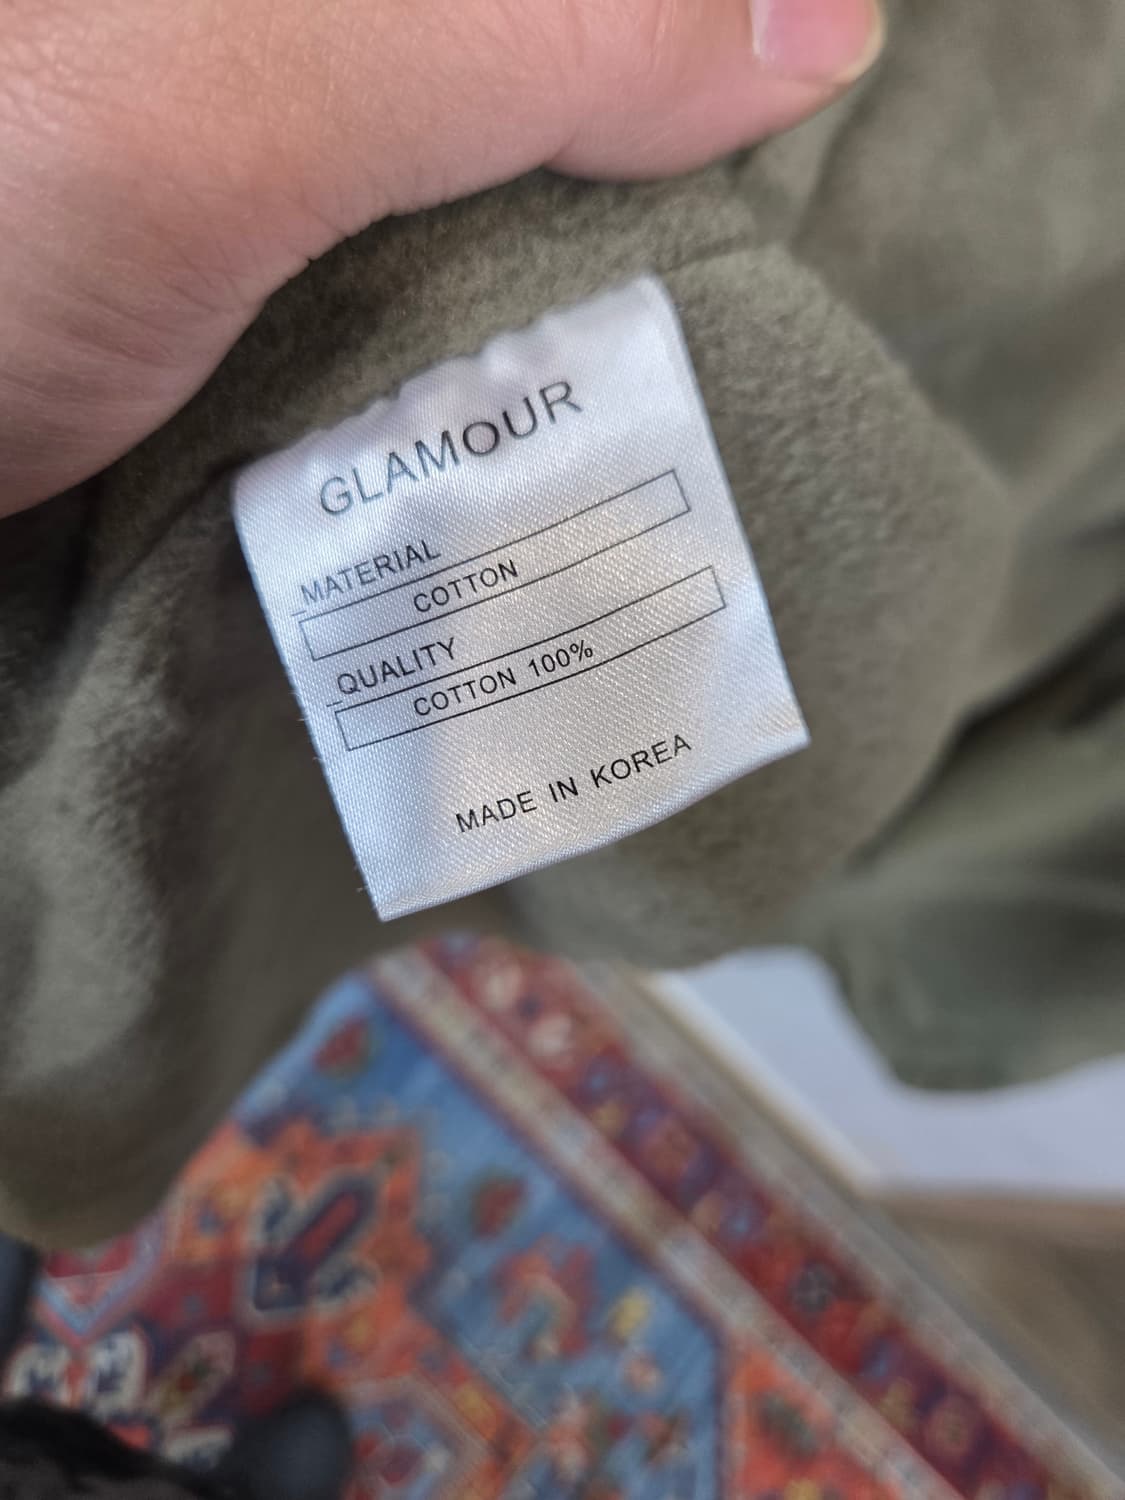 GLAMOUR
MATERIAL
COTTON
QUALITY
COTTON 100%
MADE IN KOREA